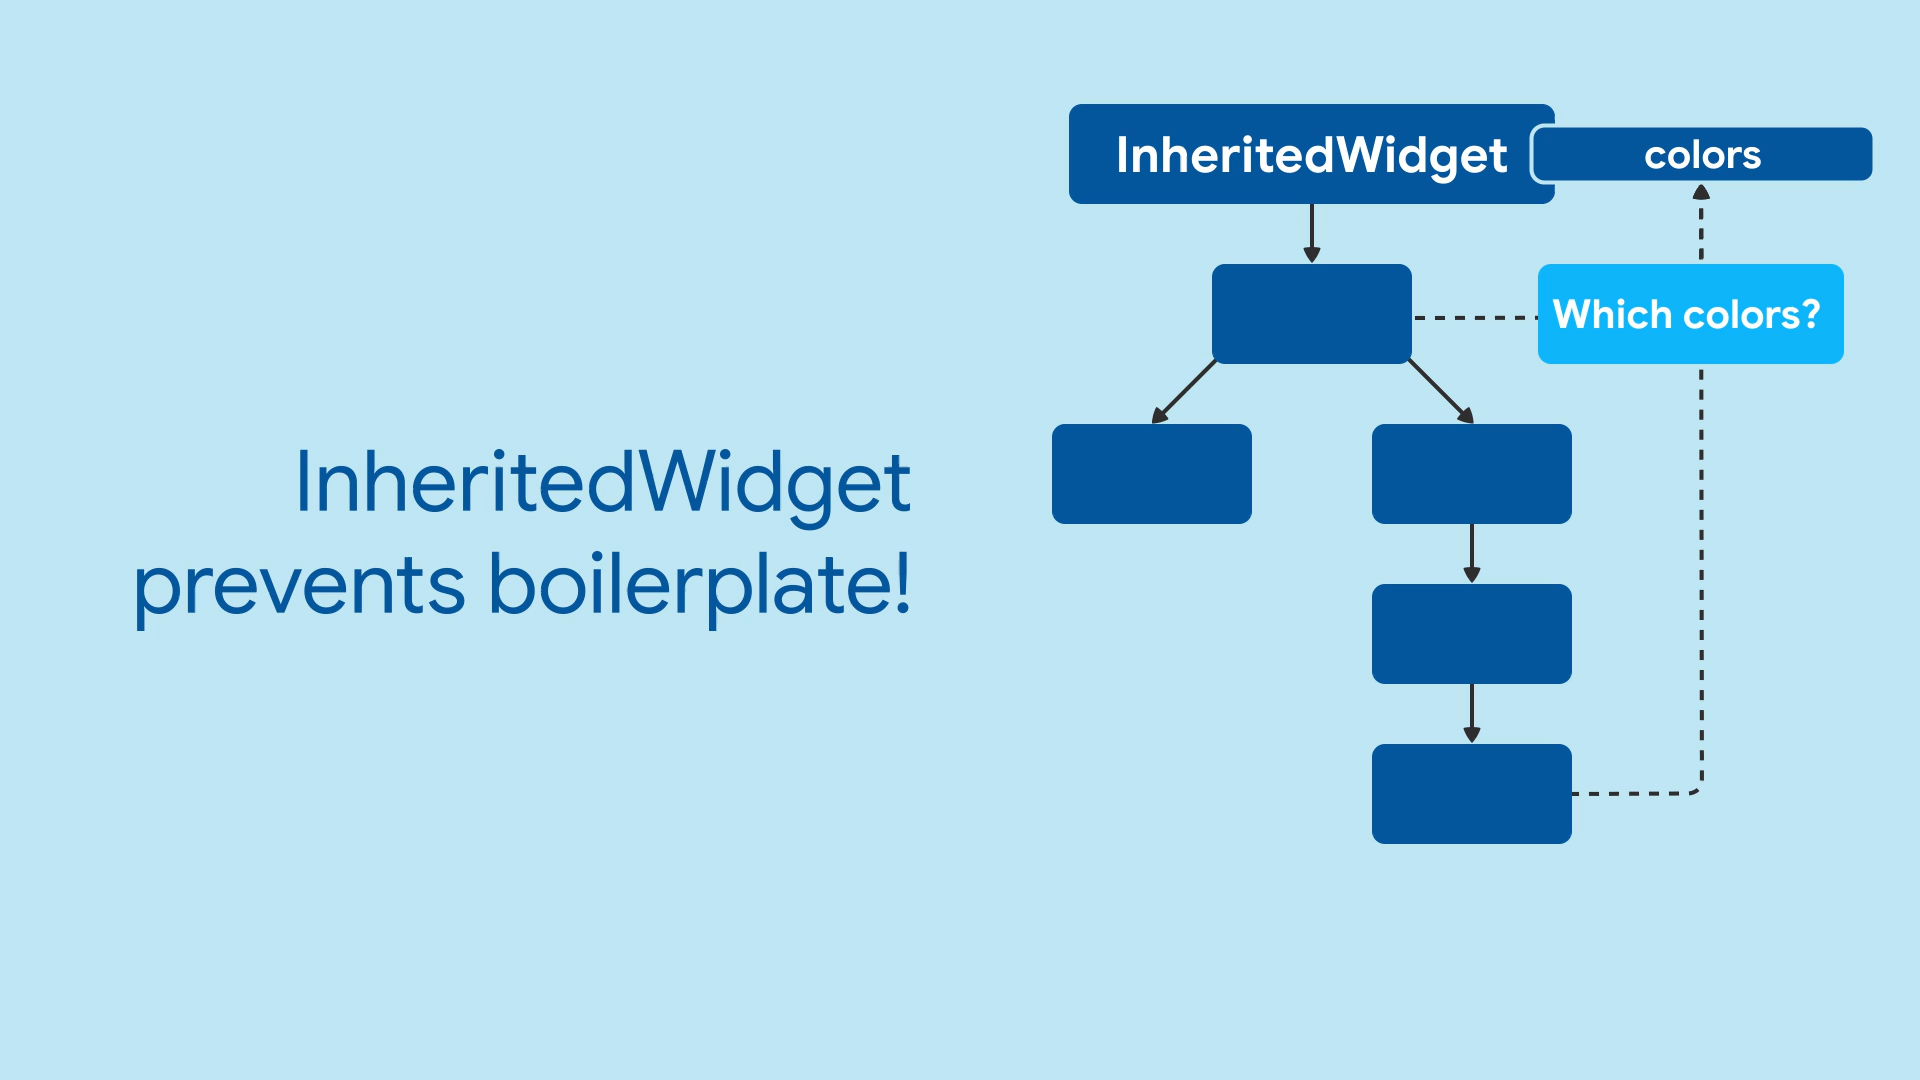 InheritedWidget
prevents boilerplate!
InheritedWidget
colors
Which colors?